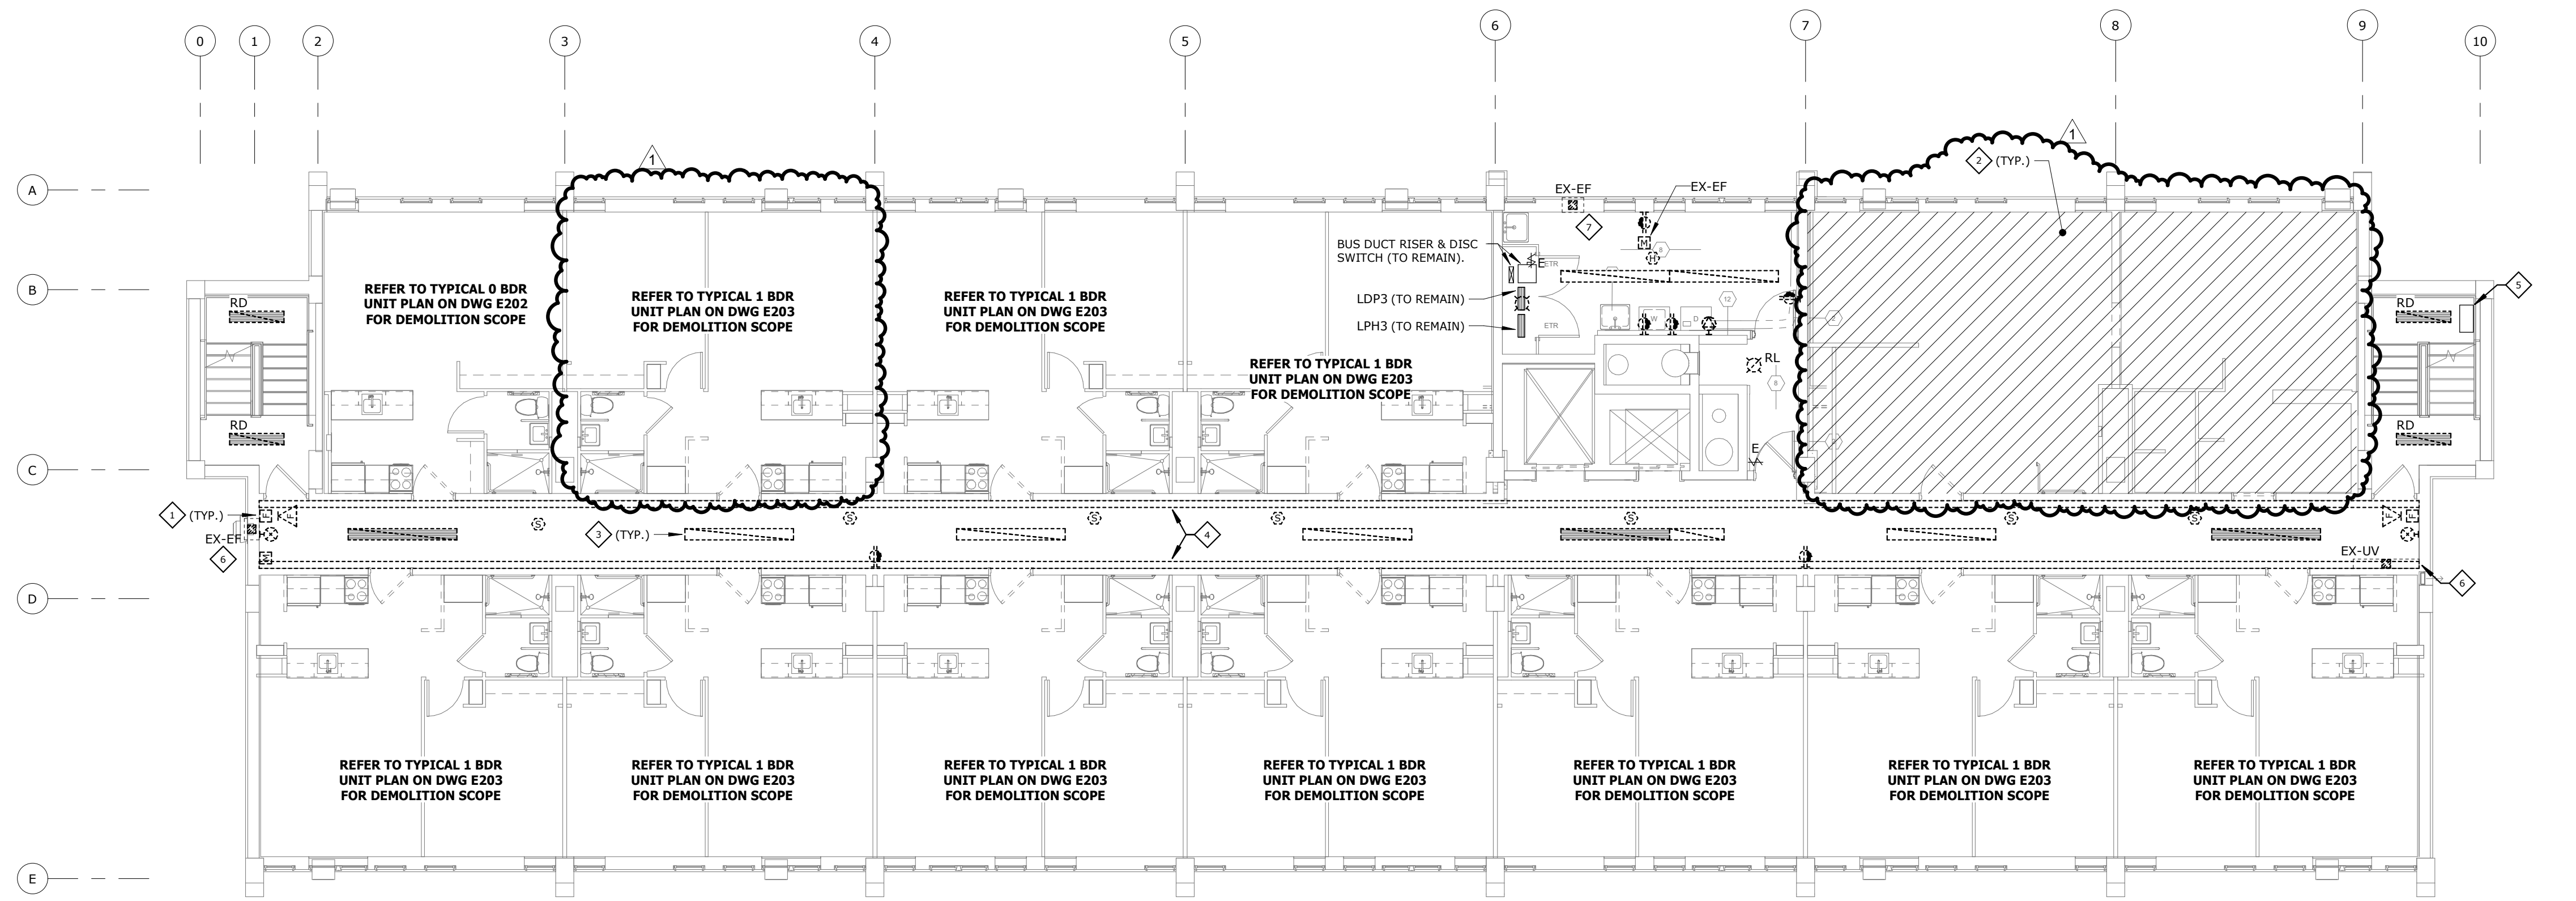 0 1 2 3 4 5 6 7 8 9 10
1
1
2 (TYP.)
A
EX-EF
EX-EF
7
M
8
H
BUS DUCT RISER & DISC
SWITCH (TO REMAIN).
E
ETR
B
REFER TO TYPICAL 0 BDR
UNIT PLAN ON DWG E202
FOR DEMOLITION SCOPE
REFER TO TYPICAL 1 BDR
UNIT PLAN ON DWG E203
FOR DEMOLITION SCOPE
REFER TO TYPICAL 1 BDR
UNIT PLAN ON DWG E203
FOR DEMOLITION SCOPE
LDP3 (TO REMAIN)
LPH3 (TO REMAIN)
ETR
12
W
D
2
RD
RD
5
REFER TO TYPICAL 1 BDR
UNIT PLAN ON DWG E203
FOR DEMOLITION SCOPE
RL
8
RD
RD
E
C
1 (TYP.)
F
F
S
S
S
S
S
S
S
F
F
EX-EF
6
M
3 (TYP.)
4
EX-UV
6
D
REFER TO TYPICAL 1 BDR
UNIT PLAN ON DWG E203
FOR DEMOLITION SCOPE
REFER TO TYPICAL 1 BDR
UNIT PLAN ON DWG E203
FOR DEMOLITION SCOPE
REFER TO TYPICAL 1 BDR
UNIT PLAN ON DWG E203
FOR DEMOLITION SCOPE
REFER TO TYPICAL 1 BDR
UNIT PLAN ON DWG E203
FOR DEMOLITION SCOPE
REFER TO TYPICAL 1 BDR
UNIT PLAN ON DWG E203
FOR DEMOLITION SCOPE
REFER TO TYPICAL 1 BDR
UNIT PLAN ON DWG E203
FOR DEMOLITION SCOPE
REFER TO TYPICAL 1 BDR
UNIT PLAN ON DWG E203
FOR DEMOLITION SCOPE
E